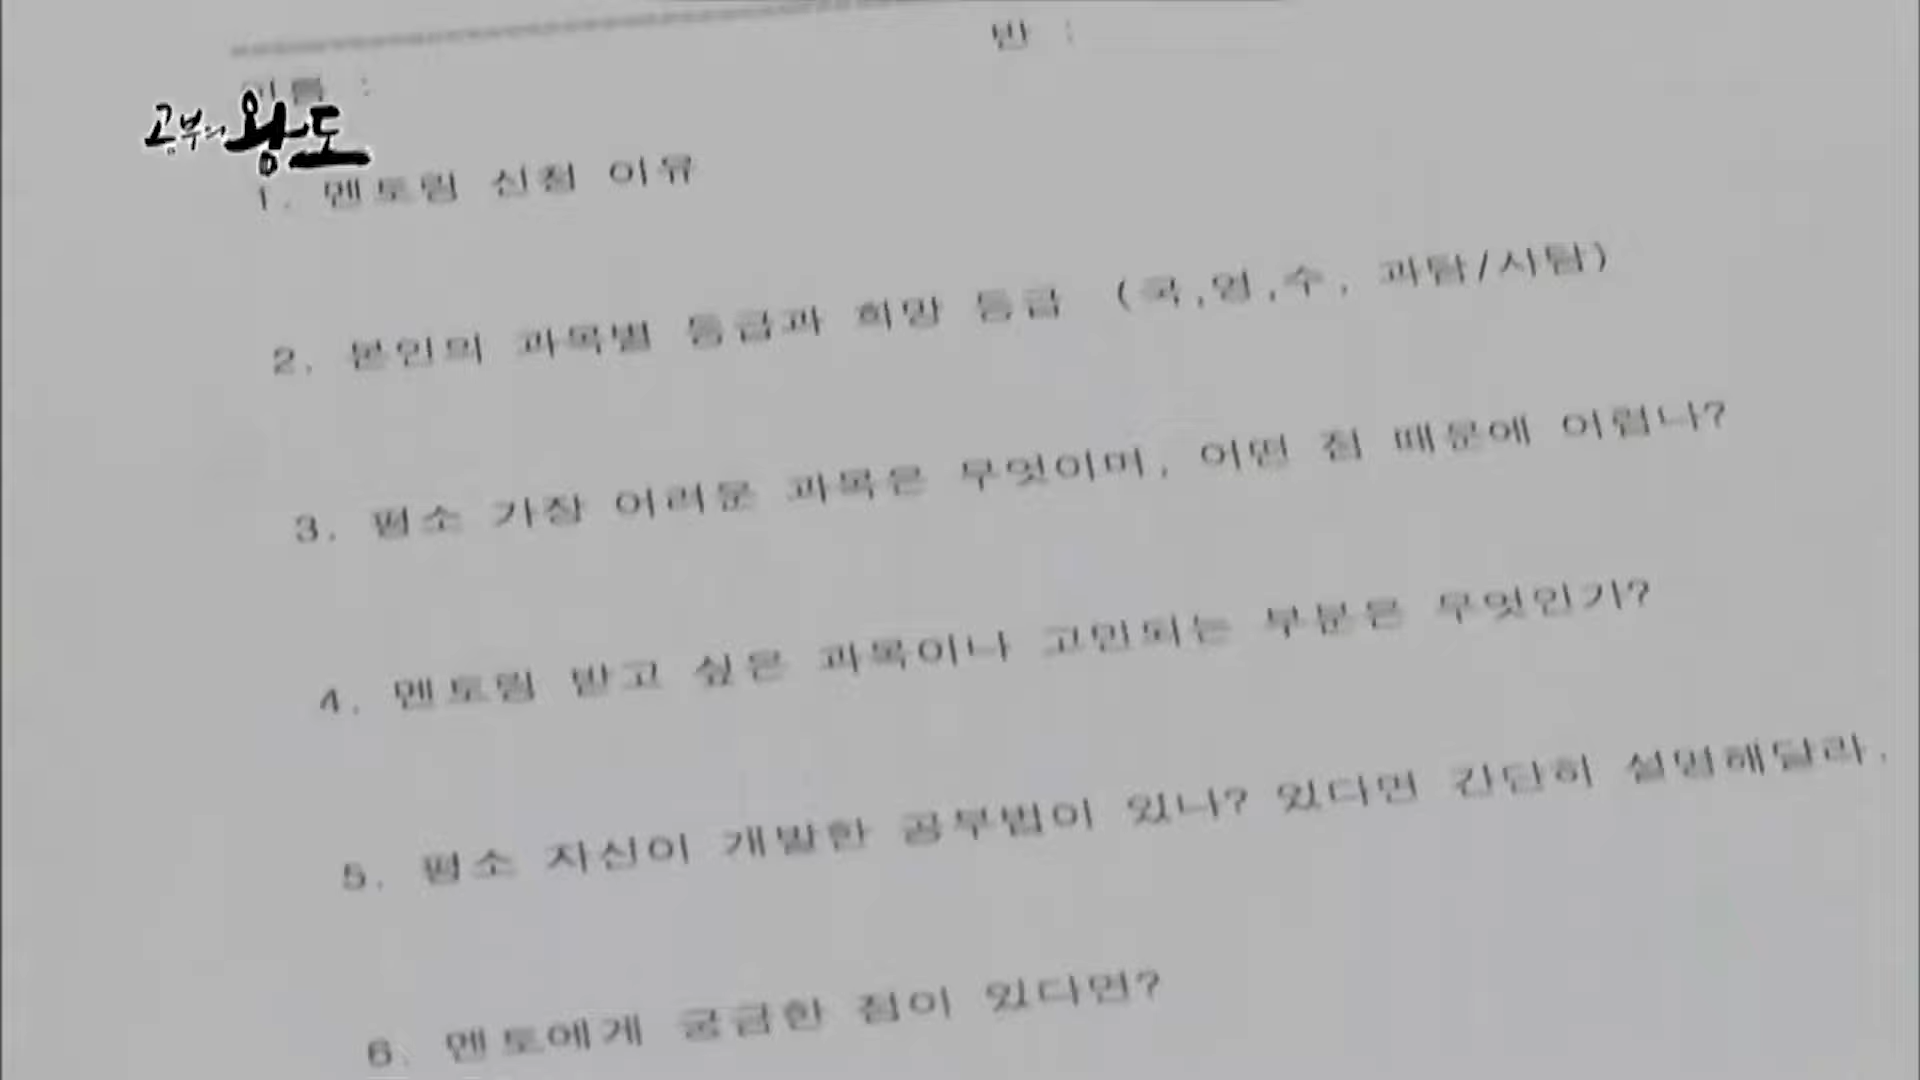 반 :
이름 :
공부의 왕도
1. 멘토링 신청 이유
2. 본인의 과목별 등급과 희망 등급 (국,영,수, 과탐/사탐)
3. 평소 가장 어려운 과목은 무엇이며, 어떤 점 때문에 어렵나?
4. 멘토링 받고 싶은 과목이나 고민되는 부분은 무엇인가?
5. 평소 자신이 개발한 공부법이 있나? 있다면 간단히 설명해달라.
6. 멘토에게 궁금한 점이 있다면?